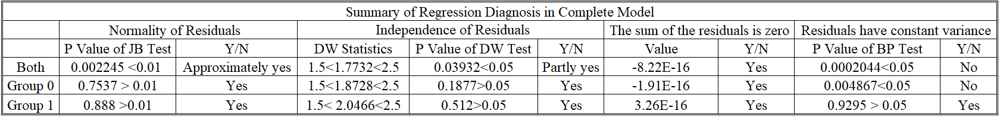 Summary of Regression Diagnosis in Complete Model
Normality of Residuals Independence of Residuals The sum of the residuals is zero Residuals have constant variance
P Value of JB Test Y/N DW Statistics P Value of DW Test Y/N Value Y/N P Value of BP Test Y/N
Both 0.002245 <0.01 Approximately yes 1.5<1.7732<2.5 0.03932<0.05 Partly yes -8.22E-16 Yes 0.0002044<0.05 No
Group 0 0.7537 > 0.01 Yes 1.5<1.8728<2.5 0.1877>0.05 Yes -1.91E-16 Yes 0.004867<0.05 No
Group 1 0.888 >0.01 Yes 1.5< 2.0466<2.5 0.512>0.05 Yes 3.26E-16 Yes 0.9295 > 0.05 Yes